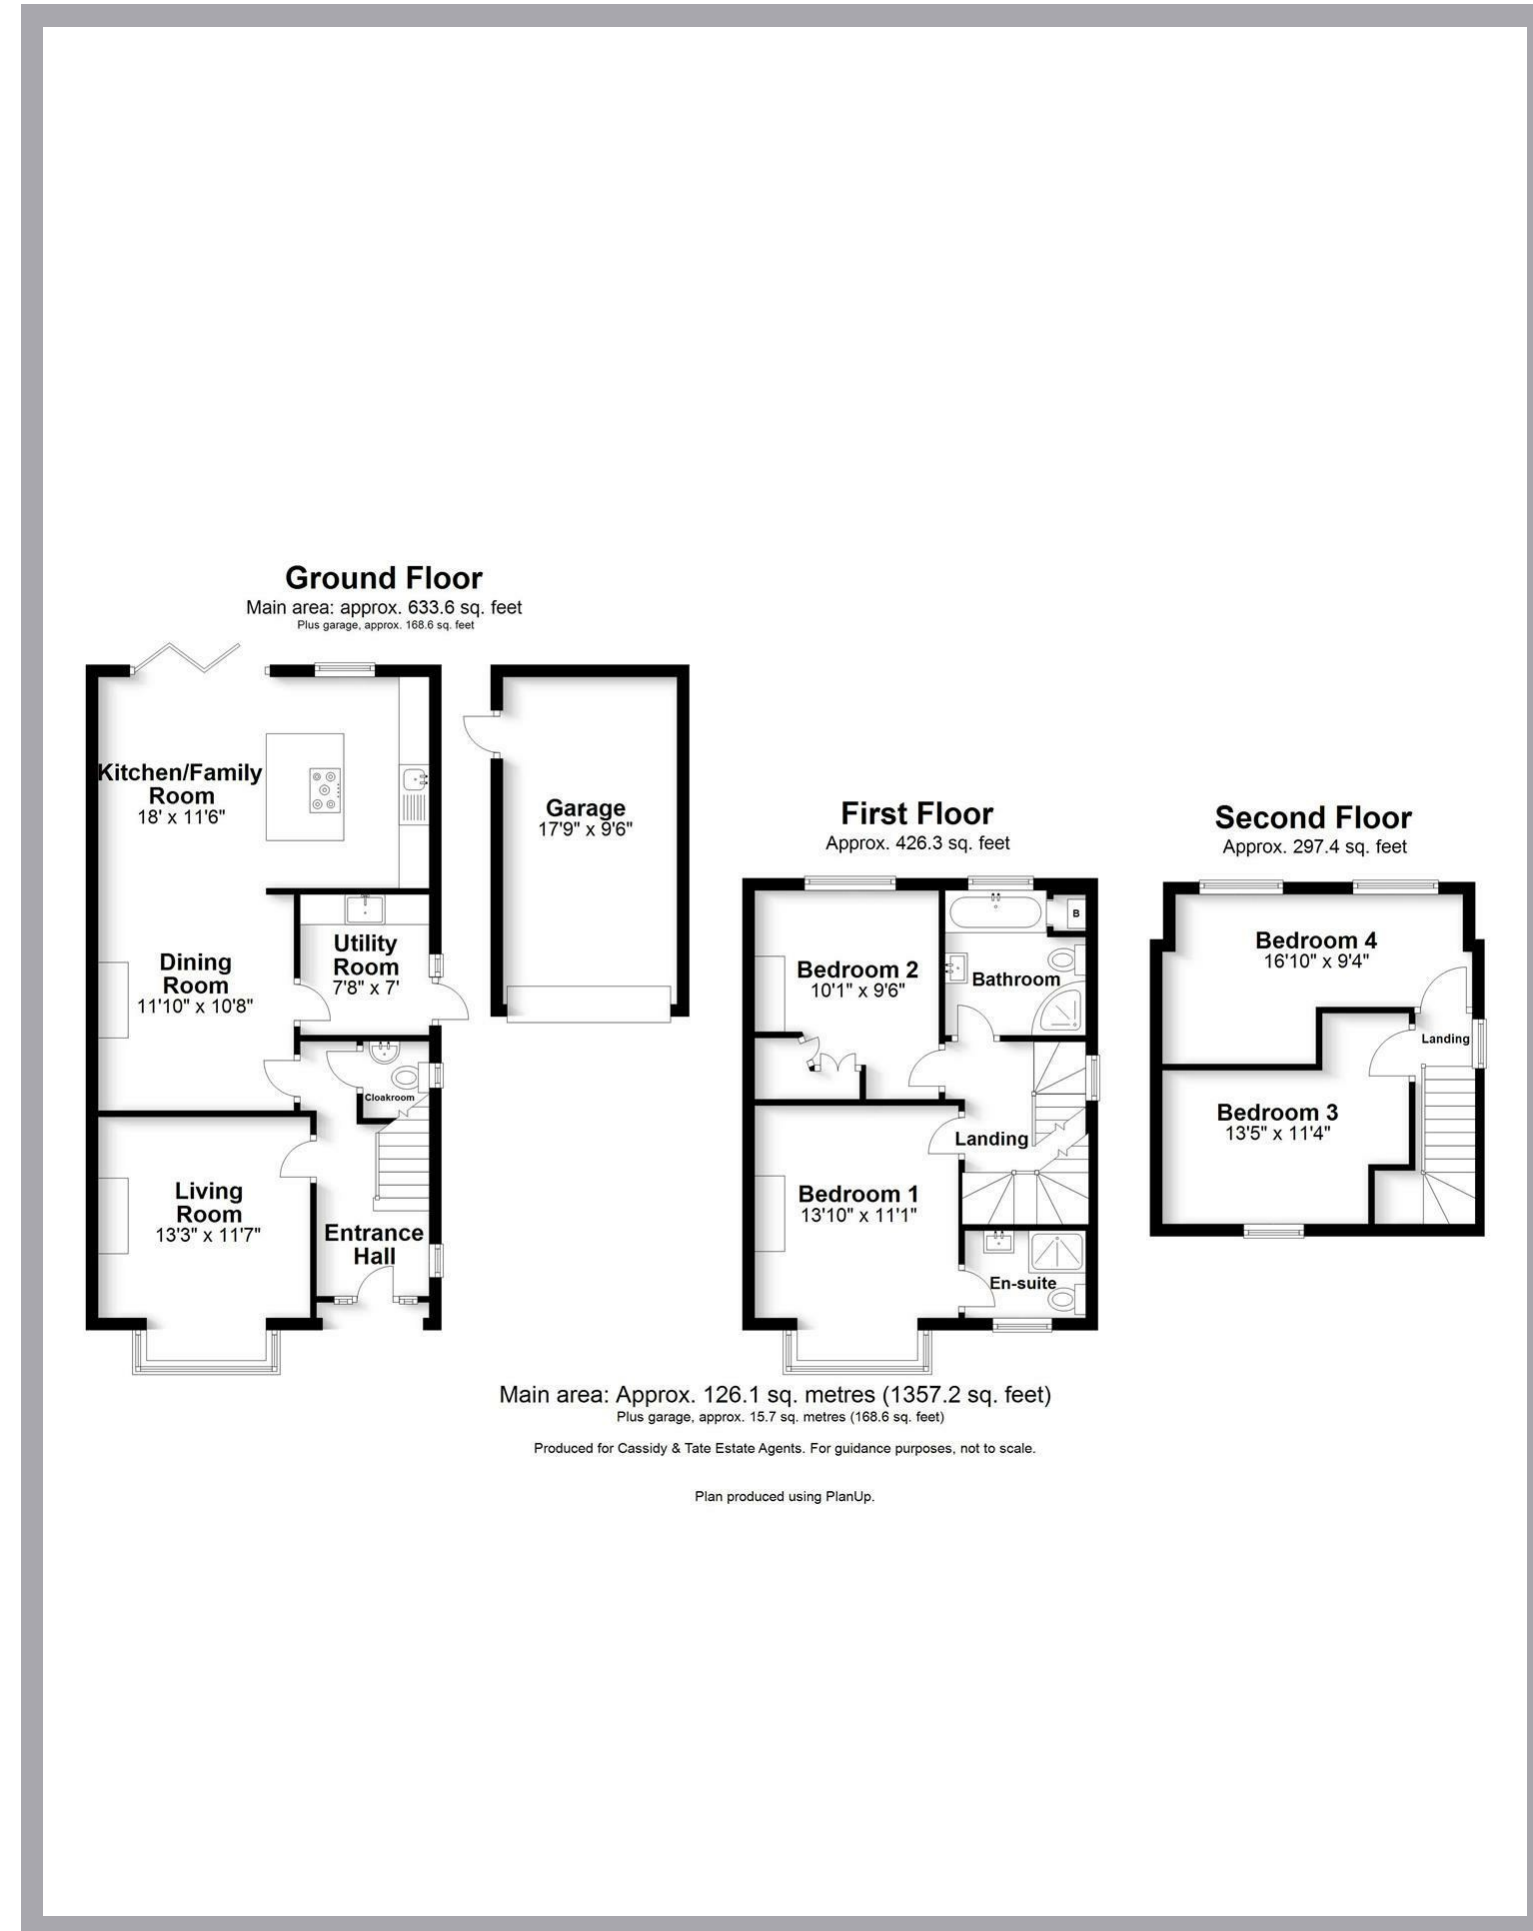 Ground Floor
Main area: approx. 633.6 sq. feet
Plus garage, approx. 168.6 sq. feet
Kitchen/Family
Room
18' x 11'6"
Dining
Room
11'10" x 10'8"
Utility
Room
7'8" x 7'
Cloakroom
Living
Room
13'3" x 11'7"
Entrance
Hall
Garage
17'9" x 9'6"
First Floor
Approx. 426.3 sq. feet
Bedroom 2
10'1" x 9'6"
B
Bathroom
Landing
Bedroom 1
13'10" x 11'1"
En-suite
Second Floor
Approx. 297.4 sq. feet
Bedroom 4
16'10" x 9'4"
Landing
Bedroom 3
13'5" x 11'4"
Main area: Approx. 126.1 sq. metres (1357.2 sq. feet)
Plus garage, approx. 15.7 sq. metres (168.6 sq. feet)
Produced for Cassidy & Tate Estate Agents. For guidance purposes, not to scale.
Plan produced using PlanUp.